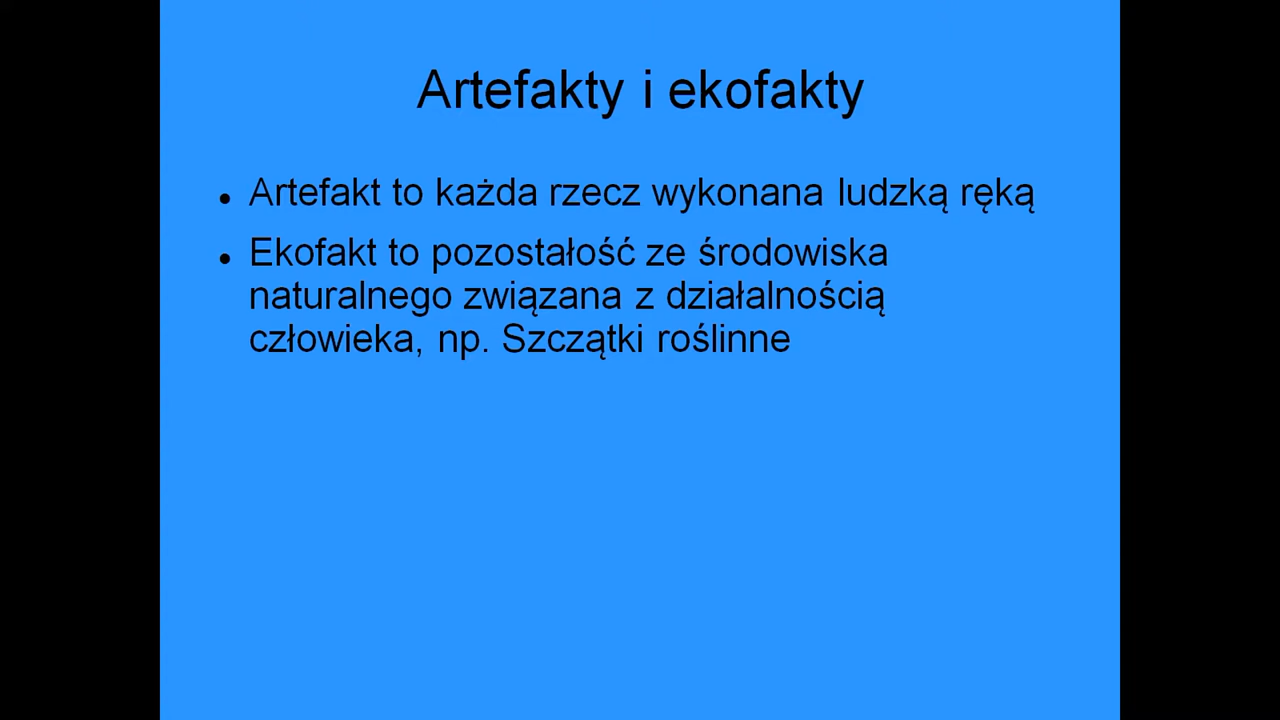 Artefakty i ekofakty
• Artefakt to każda rzecz wykonana ludzką ręką
• Ekofakt to pozostałość ze środowiska
naturalnego związana z działalnością
człowieka, np. Szczątki roślinne